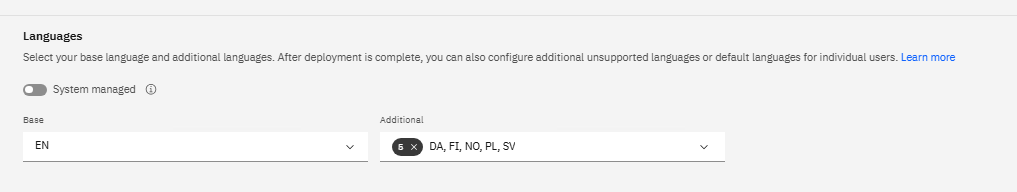 Languages
Select your base language and additional languages. After deployment is complete, you can also configure additional unsupported languages or default languages for individual users. Learn more
System managed
Base
Additional
EN
5 × DA, FI, NO, PL, SV